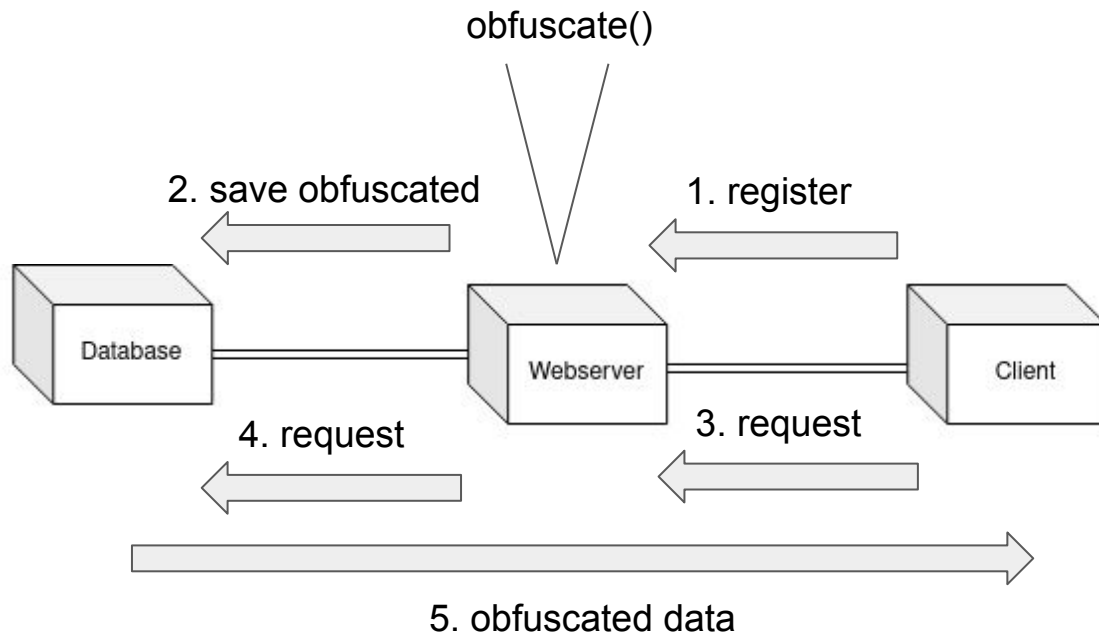 obfuscate()
2. save obfuscated
1. register
Database
Webserver
Client
4. request
3. request
5. obfuscated data